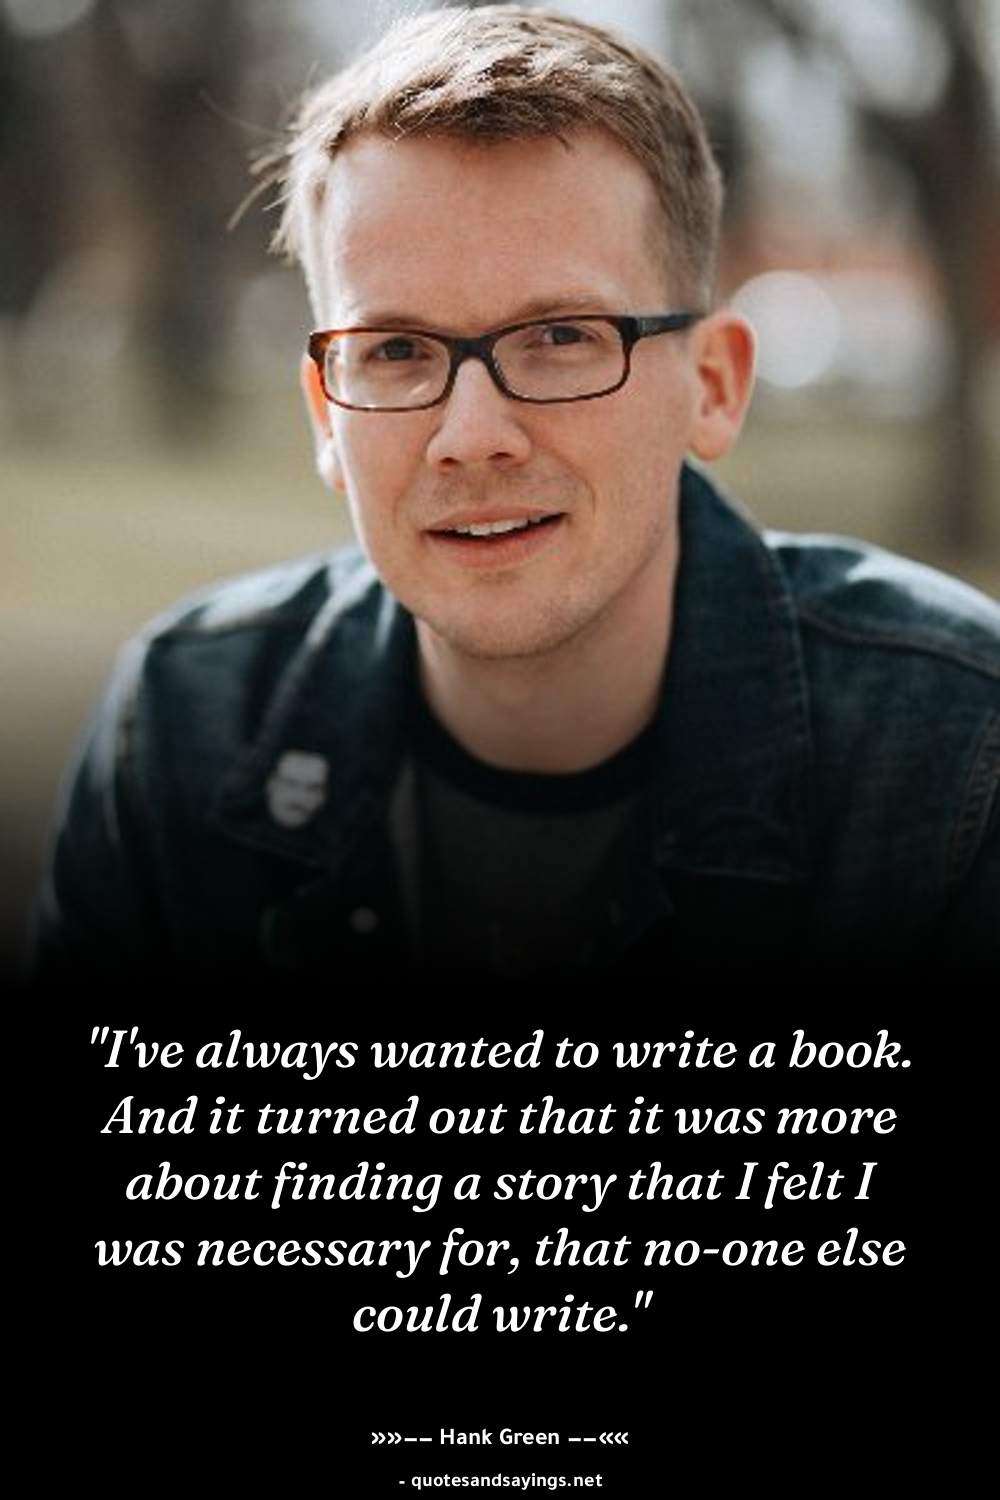 "I've always wanted to write a book.
And it turned out that it was more
about finding a story that I felt I
was necessary for, that no-one else
could write."
»»−− Hank Green −−««
- quotesandsayings.net